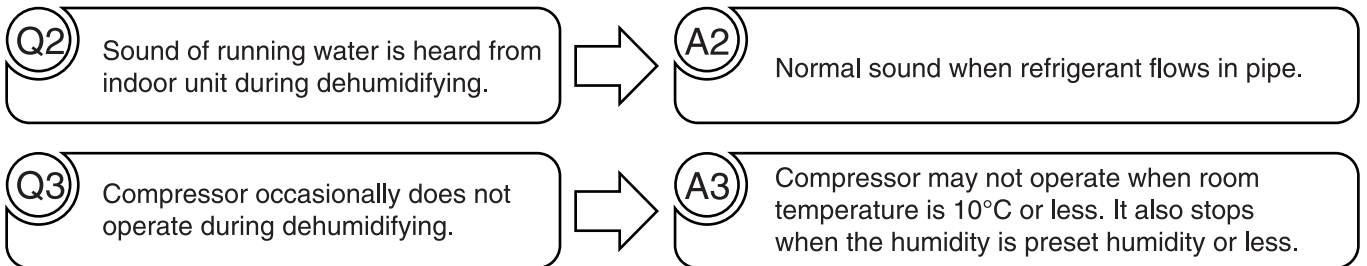 Q2
Sound of running water is heard from
indoor unit during dehumidifying.
A2
Normal sound when refrigerant flows in pipe.
Q3
Compressor occasionally does not
operate during dehumidifying.
A3
Compressor may not operate when room
temperature is 10°C or less. It also stops
when the humidity is preset humidity or less.